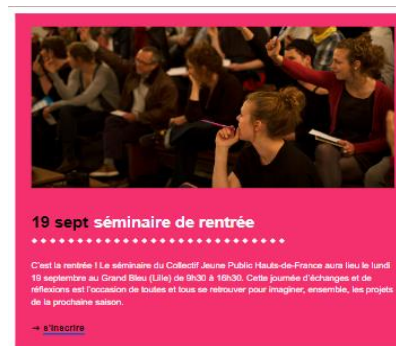 19 sept séminaire de rentrée
C'est la rentrée ! Le séminaire du Collectif Jeune Public Hauts-de-France aura lieu le lundi
19 septembre au Grand Bleu (Lille) de 9h30 à 16h30. Cette journée d'échanges et de
réflexions est l'occasion de toutes et tous se retrouver pour imaginer, ensemble, les projets
de la prochaine saison.
→ s'inscrire